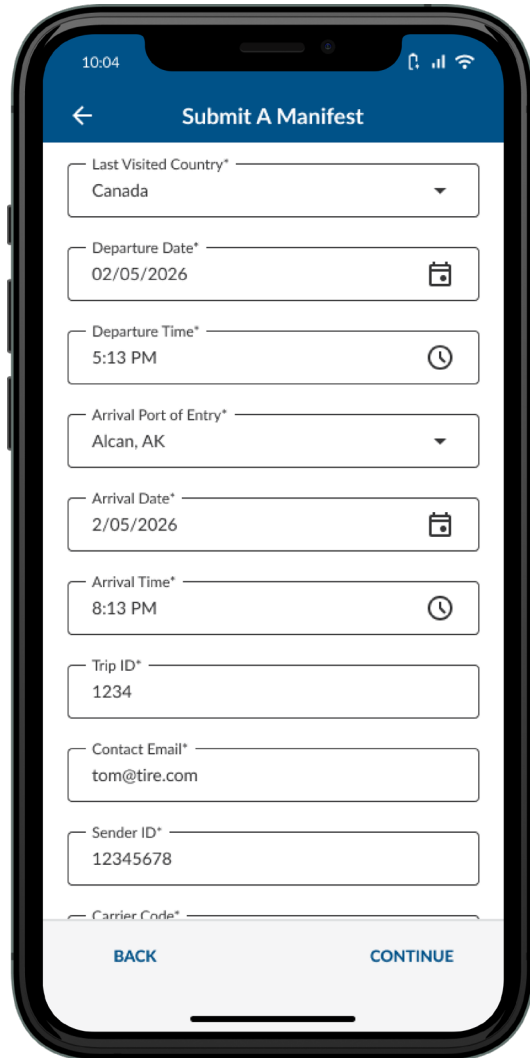 10:04
Submit A Manifest
Last Visited Country*
Canada
Departure Date*
02/05/2026
Departure Time*
5:13 PM
Arrival Port of Entry*
Alcan, AK
Arrival Date*
2/05/2026
Arrival Time*
8:13 PM
Trip ID*
1234
Contact Email*
tom@tire.com
Sender ID*
12345678
Carrier Code*
BACK
CONTINUE